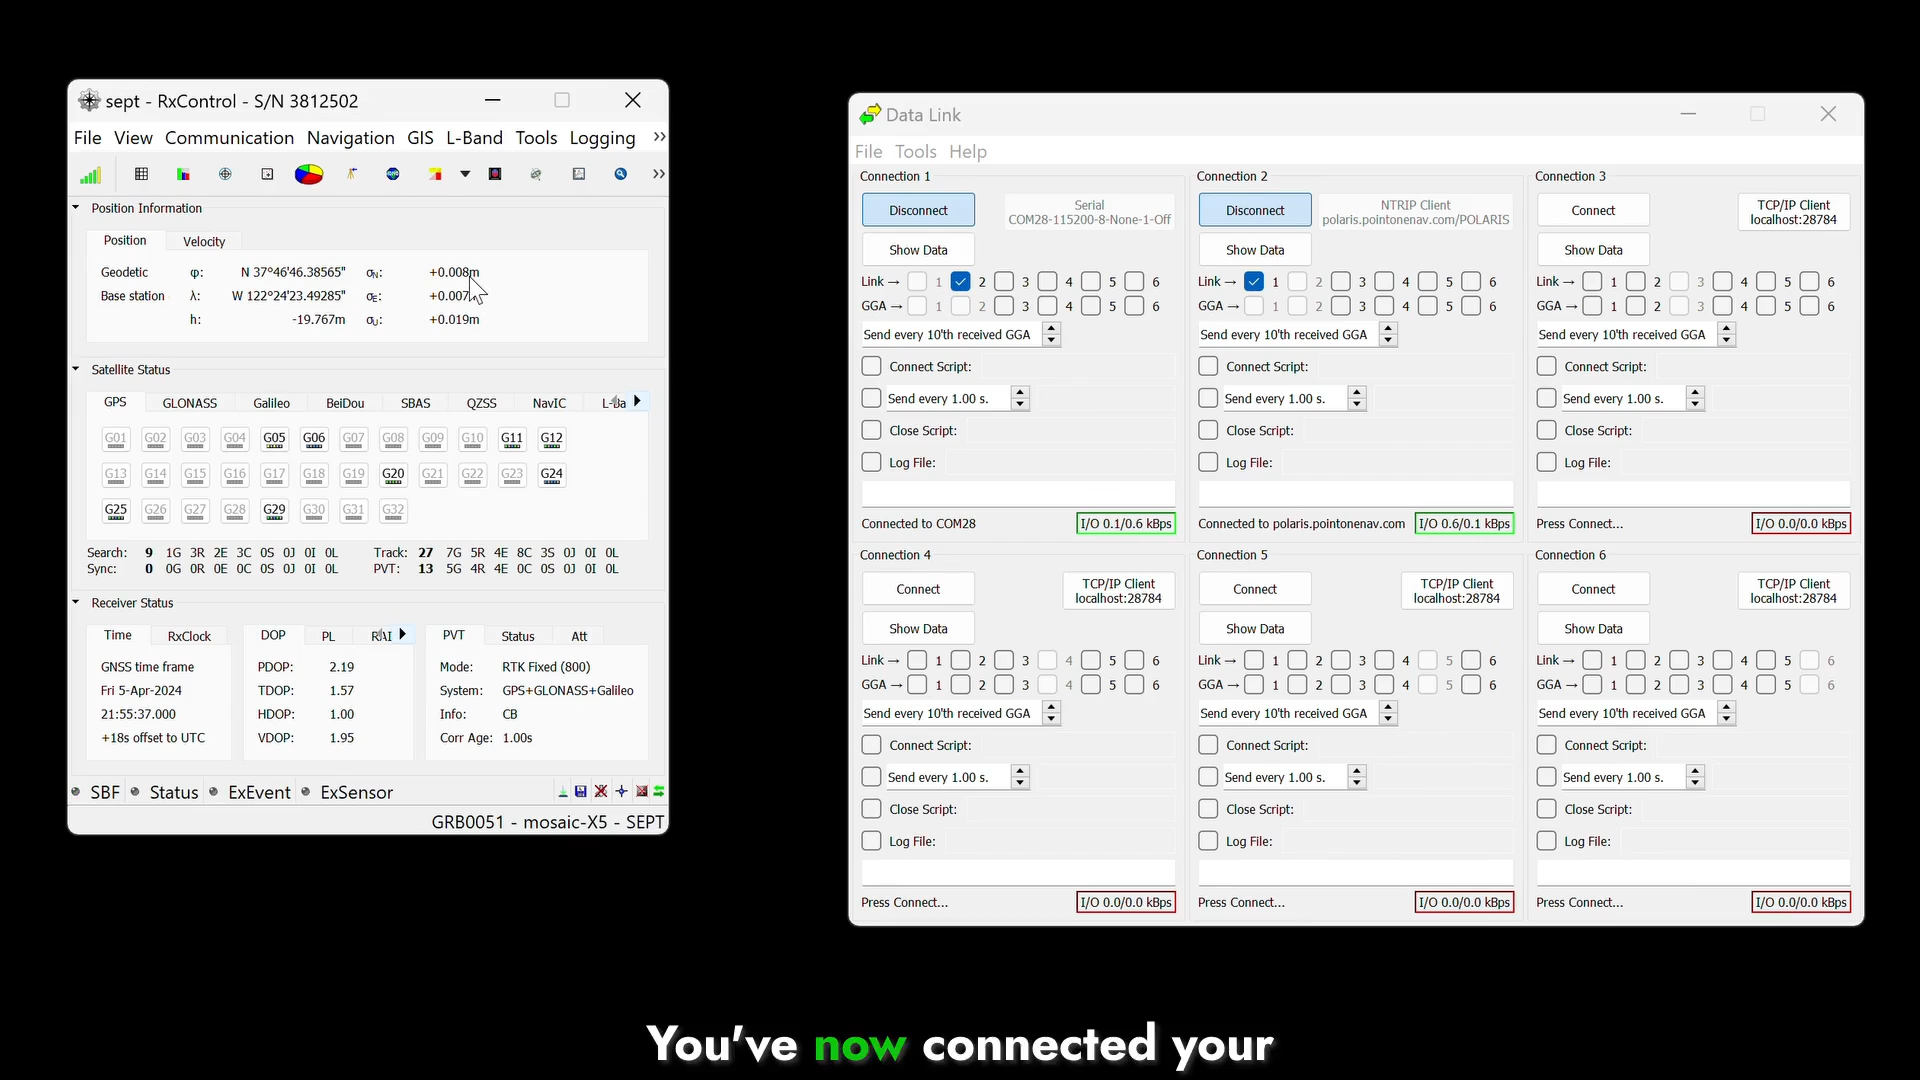 sept - RxControl - S/N 3812502
File View Communication Navigation GIS L-Band Tools Logging »
Position Information
Position Velocity
Geodetic φ: N 37°46'46.38565" σN: +0.008m
Base station λ: W 122°24'23.49285" σE: +0.007
h: -19.767m σU: +0.019m
Satellite Status
GPS GLONASS Galileo BeiDou SBAS QZSS NavIC
G01 G02 G03 G04 G05 G06 G07 G08 G09 G10 G11 G12
G13 G14 G15 G16 G17 G18 G19 G20 G21 G22 G23 G24
G25 G26 G27 G28 G29 G30 G31 G32
Search: 9 1G 3R 2E 3C 0S 0J 0I 0L Track: 27 7G 5R 4E 8C 3S 0J 0I 0L
Sync: 0 0G 0R 0E 0C 0S 0J 0I 0L PVT: 13 5G 4R 4E 0C 0S 0J 0I 0L
Receiver Status
Time RxClock
GNSS time frame
Fri 5-Apr-2024
21:55:37.000
+18s offset to UTC
DOP PL
PDOP: 2.19
TDOP: 1.57
HDOP: 1.00
VDOP: 1.95
PVT Status Att
Mode: RTK Fixed (800)
System: GPS+GLONASS+Galileo
Info: CB
Corr Age: 1.00s
SBF Status ExEvent ExSensor
GRB0051 - mosaic-X5 - SEPT
Data Link
File Tools Help
Connection 1
Disconnect
Serial
COM28-115200-8-None-1-Off
Show Data
Link → 1 2 3 4 5 6
GGA → 1 2 3 4 5 6
Send every 10'th received GGA
Connect Script:
Send every 1.00 s.
Close Script:
Log File:
Connected to COM28 I/O 0.1/0.6 kBps
Connection 2
Disconnect
NTRIP Client
polaris.pointonenav.com/POLARIS
Show Data
Link → 1 2 3 4 5 6
GGA → 1 2 3 4 5 6
Send every 10'th received GGA
Connect Script:
Send every 1.00 s.
Close Script:
Log File:
Connected to polaris.pointonenav.com I/O 0.6/0.1 kBps
Connection 3
Connect
TCP/IP Client
localhost:28784
Show Data
Link → 1 2 3 4 5 6
GGA → 1 2 3 4 5 6
Send every 10'th received GGA
Connect Script:
Send every 1.00 s.
Close Script:
Log File:
Press Connect... I/O 0.0/0.0 kBps
Connection 4
Connect
TCP/IP Client
localhost:28784
Show Data
Link → 1 2 3 4 5 6
GGA → 1 2 3 4 5 6
Send every 10'th received GGA
Connect Script:
Send every 1.00 s.
Close Script:
Log File:
Press Connect... I/O 0.0/0.0 kBps
Connection 5
Connect
TCP/IP Client
localhost:28784
Show Data
Link → 1 2 3 4 5 6
GGA → 1 2 3 4 5 6
Send every 10'th received GGA
Connect Script:
Send every 1.00 s.
Close Script:
Log File:
Press Connect... I/O 0.0/0.0 kBps
Connection 6
Connect
TCP/IP Client
localhost:28784
Show Data
Link → 1 2 3 4 5 6
GGA → 1 2 3 4 5 6
Send every 10'th received GGA
Connect Script:
Send every 1.00 s.
Close Script:
Log File:
Press Connect... I/O 0.0/0.0 kBps
You've now connected your